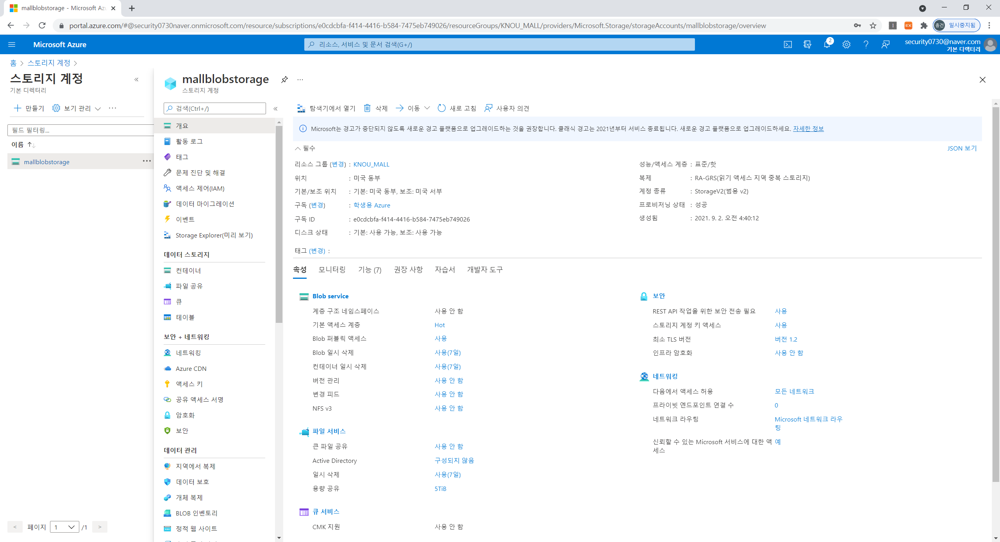 mallblobstorage - Microsoft Azu
portal.azure.com/#@security0730naver.onmicrosoft.com/resource/subscriptions/e0cdcbfa-f414-4416-b584-7475eb749026/resourceGroups/KNOU_MALL/providers/Microsoft.Storage/storageAccounts/mallblobstorage/overview
EX
충건 일시중지됨
Microsoft Azure
리소스, 서비스 및 문서 검색(G+/)
2
security0730@naver.com
기본 디렉터리
홈 > 스토리지 계정 >
스토리지 계정
기본 디렉터리
만들기 보기 관리 ···
필드 필터링...
이름 ↑↓
mallblobstorage ···
< 페이지 1 /1 >
mallblobstorage ···
스토리지 계정
검색(Ctrl+/)
개요
활동 로그
태그
문제 진단 및 해결
액세스 제어(IAM)
데이터 마이그레이션
이벤트
Storage Explorer(미리 보기)
데이터 스토리지
컨테이너
파일 공유
큐
테이블
보안 + 네트워킹
네트워킹
Azure CDN
액세스 키
공유 액세스 서명
암호화
보안
데이터 관리
지역에서 복제
데이터 보호
개체 복제
BLOB 인벤토리
정적 웹 사이트
탐색기에서 열기 삭제 이동 새로 고침 사용자 의견
Microsoft는 경고가 중단되지 않도록 새로운 경고 플랫폼으로 업그레이드하는 것을 권장합니다. 클래식 경고는 2021년부터 서비스 종료됩니다. 새로운 경고 플랫폼으로 업그레이드하세요. 자세한 정보
필수 JSON 보기
리소스 그룹 (변경) : KNOU_MALL
위치 : 미국 동부
기본/보조 위치 : 기본: 미국 동부, 보조: 미국 서부
구독 (변경) : 학생용 Azure
구독 ID : e0cdcbfa-f414-4416-b584-7475eb749026
디스크 상태 : 기본: 사용 가능, 보조: 사용 가능
성능/액세스 계층 : 표준/핫
복제 : RA-GRS(읽기 액세스 지역 중복 스토리지)
계정 종류 : StorageV2(범용 v2)
프로비저닝 상태 : 성공
생성됨 : 2021. 9. 2. 오전 4:40:12
태그 (변경) :
속성 모니터링 기능 (7) 권장 사항 자습서 개발자 도구
Blob service
계층 구조 네임스페이스 사용 안 함
기본 액세스 계층 Hot
Blob 퍼블릭 액세스 사용
Blob 일시 삭제 사용(7일)
컨테이너 일시 삭제 사용(7일)
버전 관리 사용 안 함
변경 피드 사용 안 함
NFS v3 사용 안 함
파일 서비스
큰 파일 공유 사용 안 함
Active Directory 구성되지 않음
일시 삭제 사용(7일)
용량 공유 5TiB
큐 서비스
CMK 지원 사용 안 함
보안
REST API 작업을 위한 보안 전송 필요 사용
스토리지 계정 키 액세스 사용
최소 TLS 버전 버전 1.2
인프라 암호화 사용 안 함
네트워킹
다음에서 액세스 허용 모든 네트워크
프라이빗 엔드포인트 연결 수 0
네트워크 라우팅 Microsoft 네트워크 라우
팅
신뢰할 수 있는 Microsoft 서비스에 대한 액 예
세스